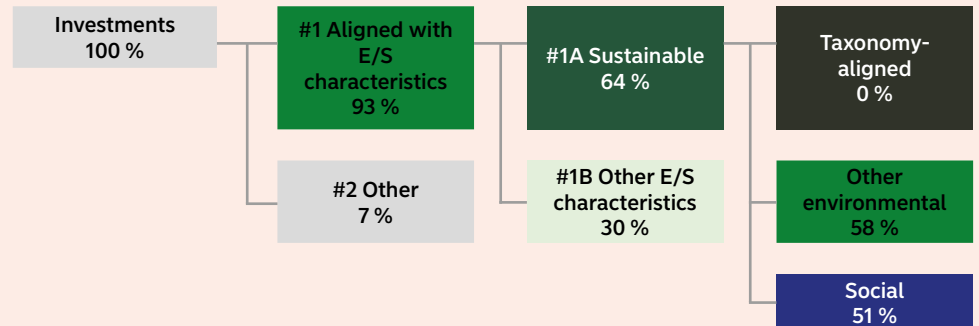 Investments
100 %
#1 Aligned with
E/S
characteristics
93 %
#1A Sustainable
64 %
Taxonomy-
aligned
0 %
#2 Other
7 %
#1B Other E/S
characteristics
30 %
Other
environmental
58 %
Social
51 %